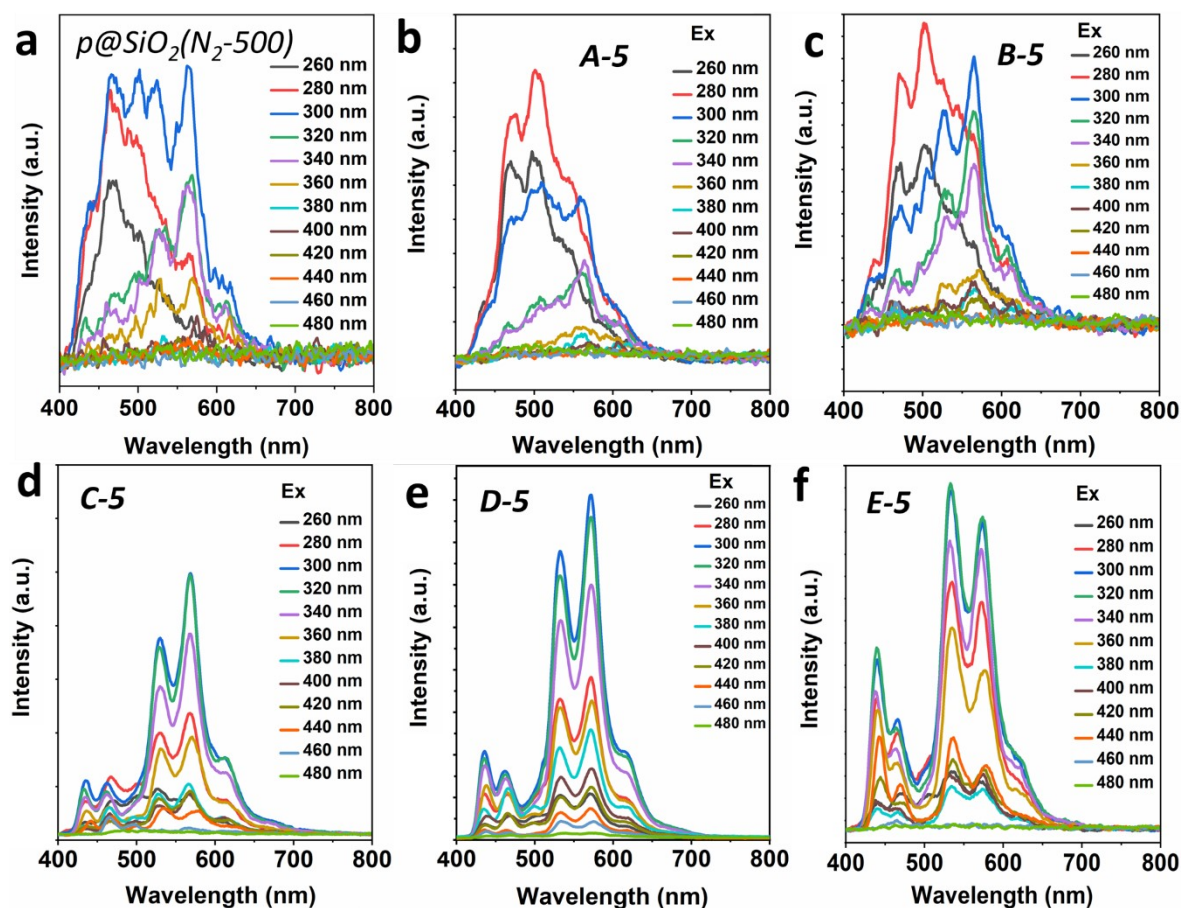 a
p@SiO2(N2-500)
260 nm
280 nm
300 nm
320 nm
340 nm
360 nm
380 nm
400 nm
420 nm
440 nm
460 nm
480 nm
Intensity (a.u.)
400 500 600 700 800
Wavelength (nm)
b
A-5
Ex
260 nm
280 nm
300 nm
320 nm
340 nm
360 nm
380 nm
400 nm
420 nm
440 nm
460 nm
480 nm
Intensity (a.u.)
400 500 600 700 800
Wavelength (nm)
c
B-5
Ex
260 nm
280 nm
300 nm
320 nm
340 nm
360 nm
380 nm
400 nm
420 nm
440 nm
460 nm
480 nm
Intensity (a.u.)
400 500 600 700 800
Wavelength (nm)
d
C-5
Ex
260 nm
280 nm
300 nm
320 nm
340 nm
360 nm
380 nm
400 nm
420 nm
440 nm
460 nm
480 nm
Intensity (a.u.)
400 500 600 700 800
Wavelength (nm)
e
D-5
Ex
260 nm
280 nm
300 nm
320 nm
340 nm
360 nm
380 nm
400 nm
420 nm
440 nm
460 nm
480 nm
Intensity (a.u.)
400 500 600 700 800
Wavelength (nm)
f
E-5
Ex
260 nm
280 nm
300 nm
320 nm
340 nm
360 nm
380 nm
400 nm
420 nm
440 nm
460 nm
480 nm
Intensity (a.u.)
400 500 600 700 800
Wavelength (nm)